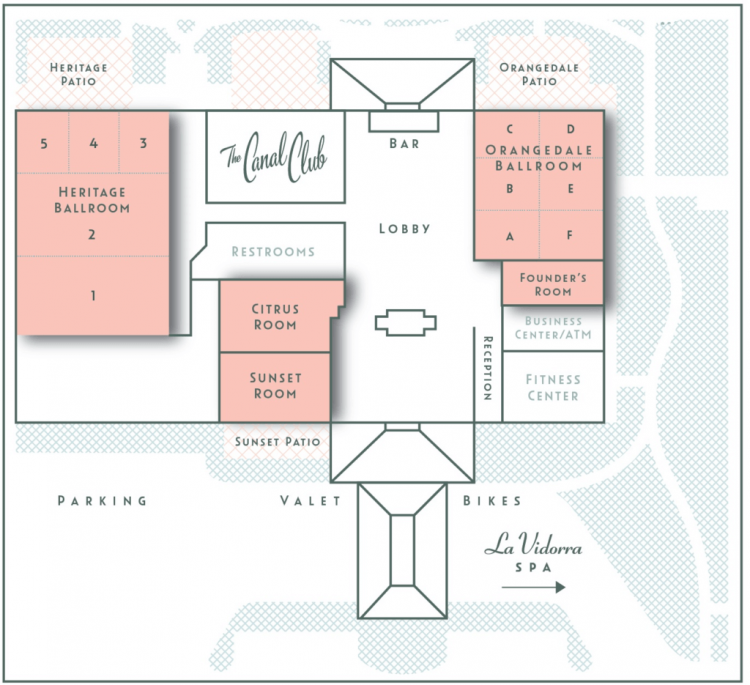 HERITAGE
PATIO
ORANGEDALE
PATIO
5
4
3
The Canal Club
BAR
C
D
ORANGEDALE
BALLROOM
HERITAGE
BALLROOM
2
B
E
LOBBY
A
F
RESTROOMS
1
FOUNDER'S
ROOM
CITRUS
ROOM
BUSINESS
CENTER/ATM
RECEPTION
SUNSET
ROOM
FITNESS
CENTER
SUNSET PATIO
PARKING
VALET
BIKES
La Vidorra
SPA